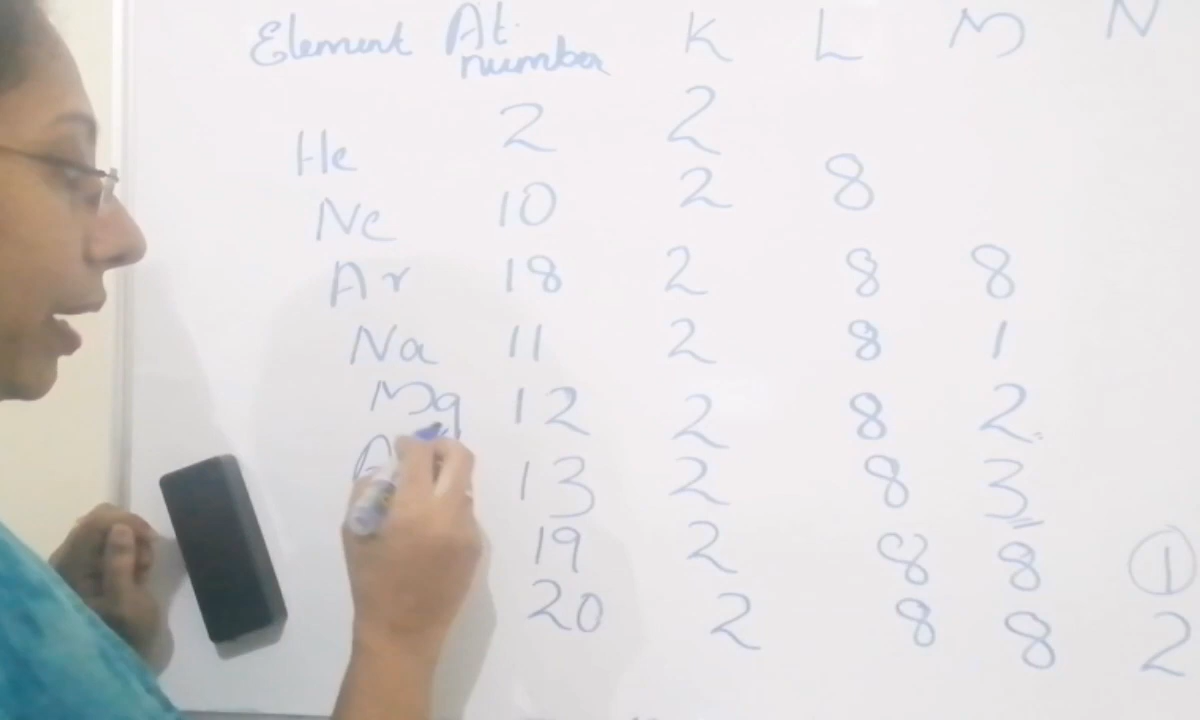 Element At. number K L M N
He 2 2
Ne 10 2 8
Ar 18 2 8 8
Na 11 2 8 1
Mg 12 2 8 2
A 13 2 8 3
19 2 8 8 1
20 2 8 8 2